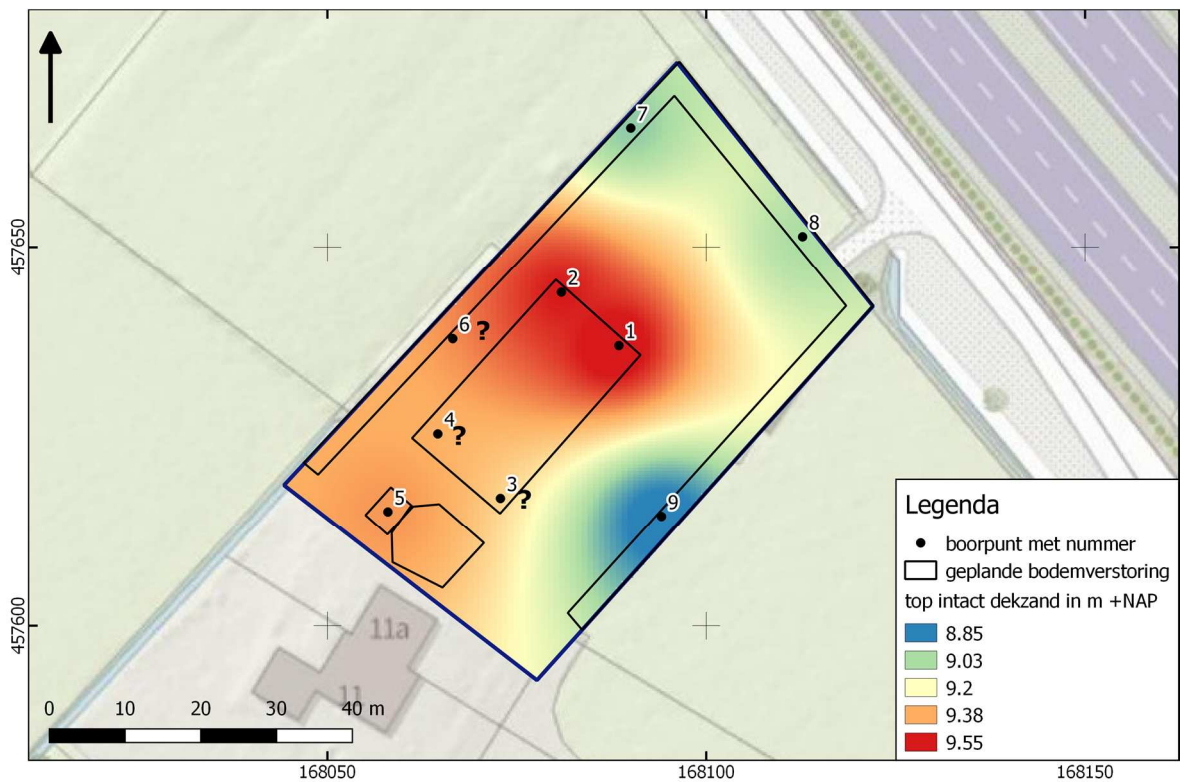 7
8
457650
2
1
6 ?
4 ?
3 ?
5
9
Legenda
boorpunt met nummer
geplande bodemverstoring
top intact dekzand in m +NAP
8.85
9.03
9.2
9.38
9.55
457600
11a
11
0 10 20 30 40 m
168050 168100 168150